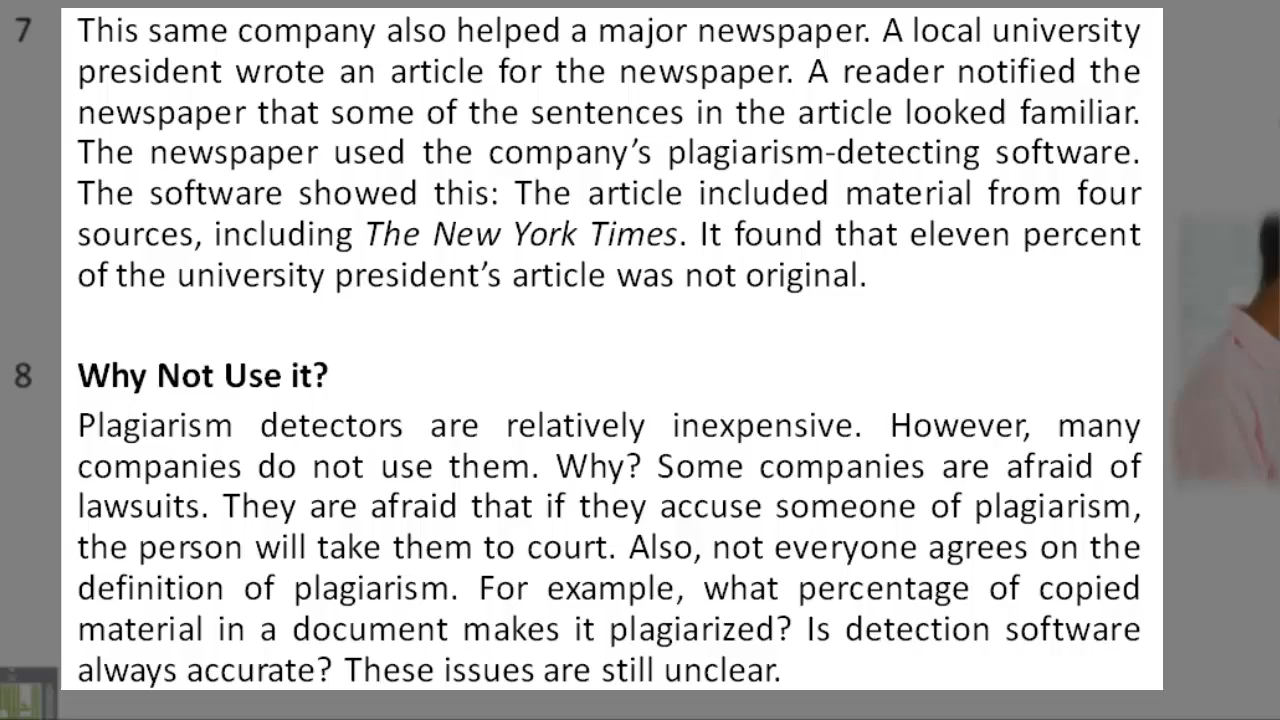 7 This same company also helped a major newspaper. A local university
president wrote an article for the newspaper. A reader notified the
newspaper that some of the sentences in the article looked familiar.
The newspaper used the company’s plagiarism-detecting software.
The software showed this: The article included material from four
sources, including The New York Times. It found that eleven percent
of the university president’s article was not original.
8 Why Not Use it?
Plagiarism detectors are relatively inexpensive. However, many
companies do not use them. Why? Some companies are afraid of
lawsuits. They are afraid that if they accuse someone of plagiarism,
the person will take them to court. Also, not everyone agrees on the
definition of plagiarism. For example, what percentage of copied
material in a document makes it plagiarized? Is detection software
always accurate? These issues are still unclear.